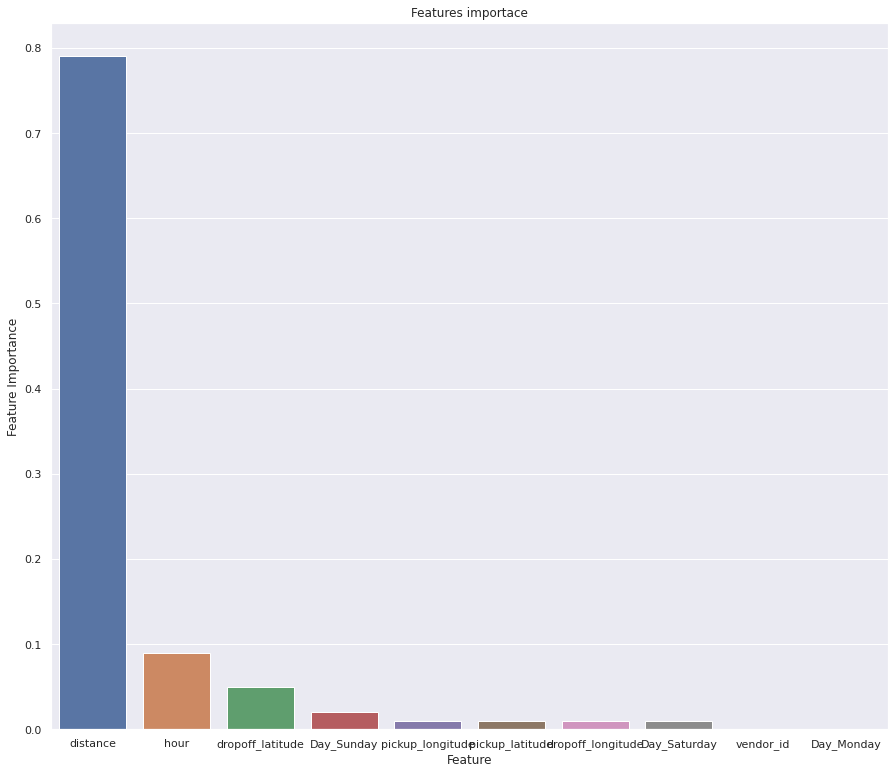 Features importace
0.8
0.7
0.6
0.5
0.4
0.3
0.2
0.1
0.0
Feature Importance
distance hour dropoff_latitude Day_Sunday pickup_longitude pickup_latitude dropoff_longitude Day_Saturday vendor_id Day_Monday
Feature